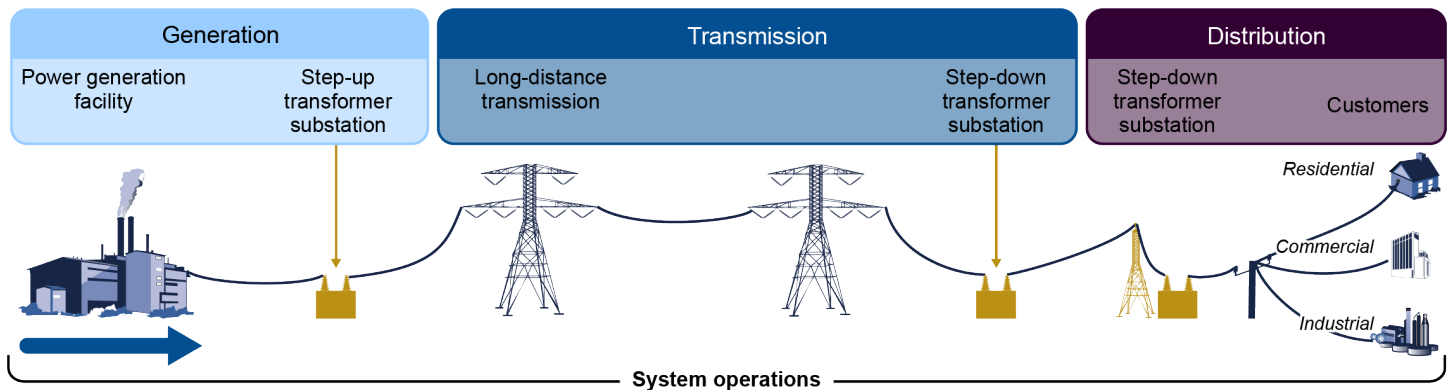 Generation
Transmission
Distribution
Power generation
facility
Step-up
transformer
substation
Long-distance
transmission
Step-down
transformer
substation
Step-down
transformer
substation
Customers
Residential
Commercial
Industrial
System operations